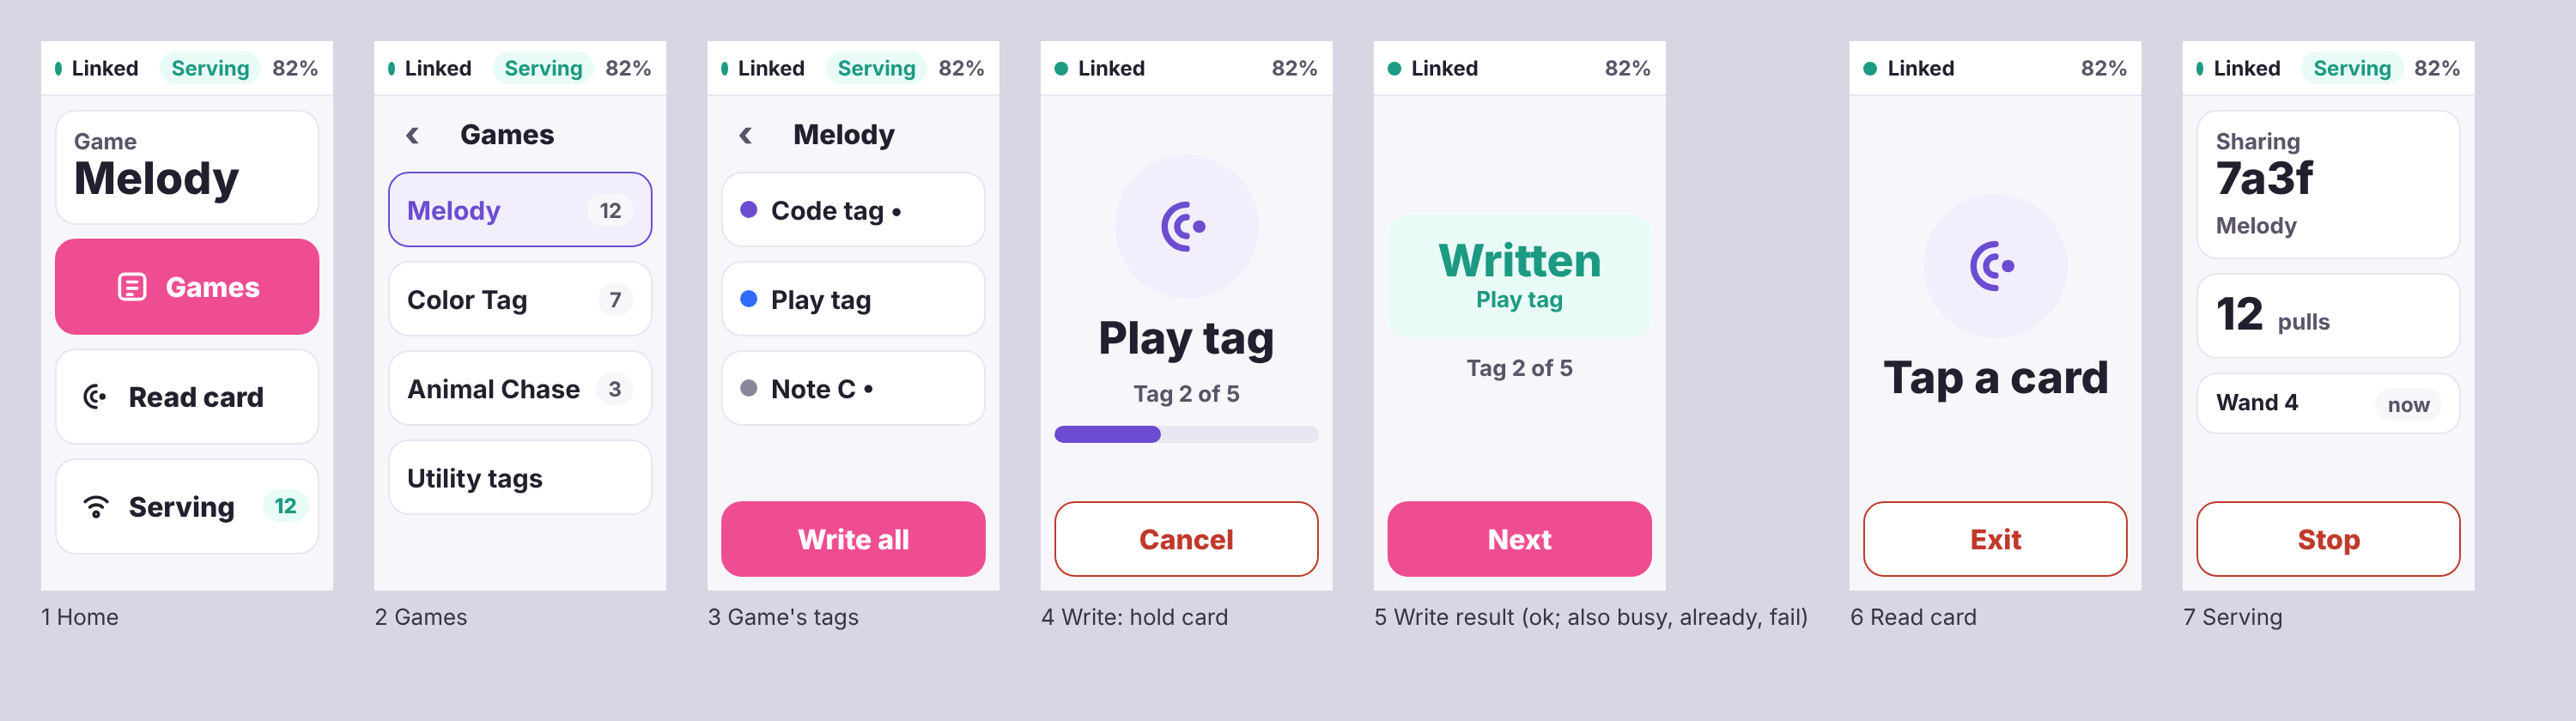 Linked Serving 82%
Game
Melody
Games
Read card
Serving 12
1 Home
Linked Serving 82%
‹ Games
Melody 12
Color Tag 7
Animal Chase 3
Utility tags
2 Games
Linked Serving 82%
‹ Melody
Code tag •
Play tag
Note C •
Write all
3 Game's tags
Linked 82%
Play tag
Tag 2 of 5
Cancel
4 Write: hold card
Linked 82%
Written
Play tag
Tag 2 of 5
Next
5 Write result (ok; also busy, already, fail)
Linked 82%
Tap a card
Exit
6 Read card
Linked Serving 82%
Sharing
7a3f
Melody
12 pulls
Wand 4 now
Stop
7 Serving